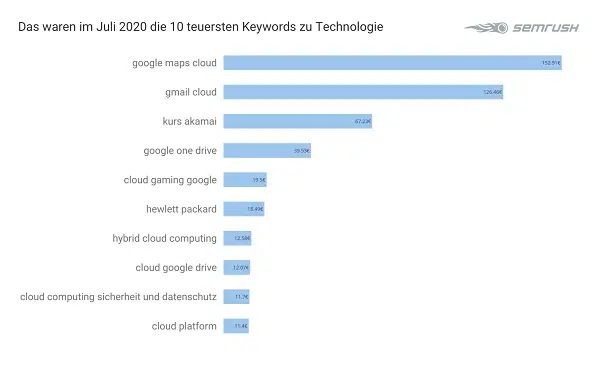 Das waren im Juli 2020 die 10 teuersten Keywords zu Technologie
semrush
google maps cloud 152.91€
gmail cloud 126.46€
kurs akamai 67.23€
google one drive 39.59€
cloud gaming google 19.5€
hewlett packard 18.49€
hybrid cloud computing 12.58€
cloud google drive 12.07€
cloud computing sicherheit und datenschutz 11.7€
cloud platform 11.4€